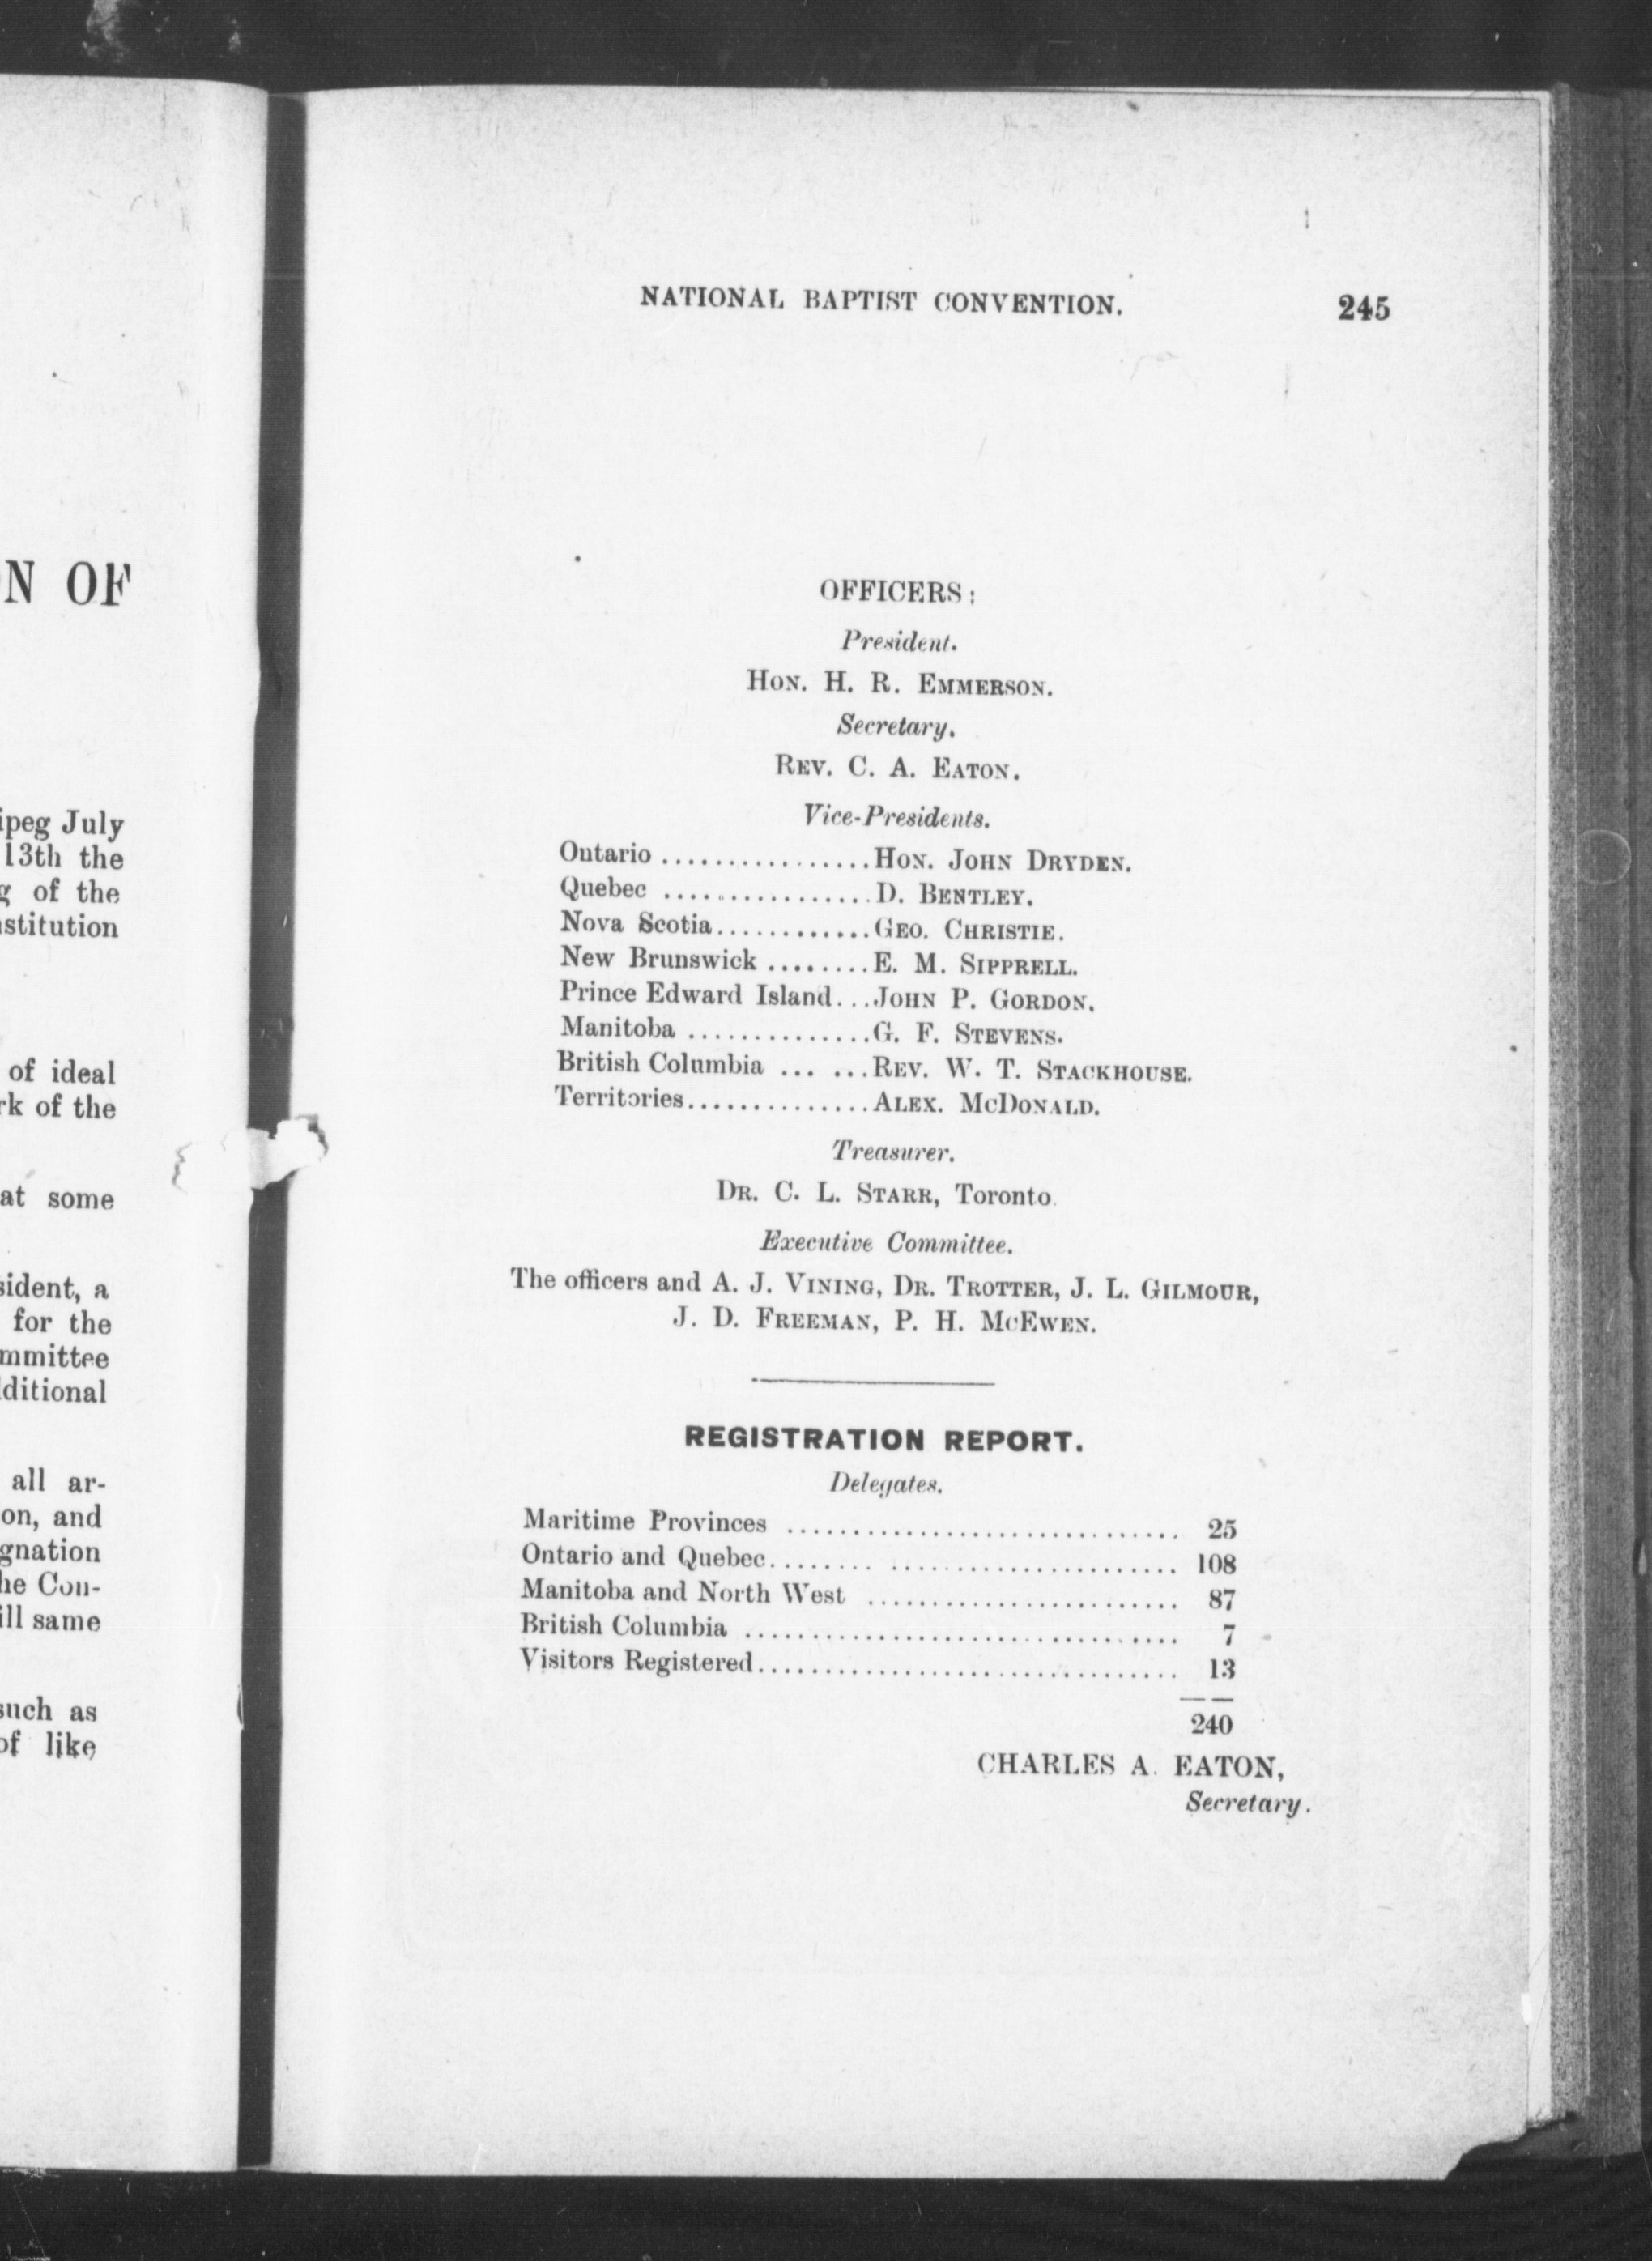 N OF
ipeg July
13th the
g of the
stitution
of ideal
rk of the
at some
sident, a
for the
mmittee
ditional
all ar-
on, and
gnation
he Con-
ill same
such as
of like
NATIONAL BAPTIST CONVENTION. 245
OFFICERS:
President.
HON. H. R. EMMERSON.
Secretary.
REV. C. A. EATON.
Vice-Presidents.
Ontario ................HON. JOHN DRYDEN.
Quebec ................D. BENTLEY.
Nova Scotia............GEO. CHRISTIE.
New Brunswick ........E. M. SIPPRELL.
Prince Edward Island...JOHN P. GORDON.
Manitoba ..............G. F. STEVENS.
British Columbia ... ...REV. W. T. STACKHOUSE.
Territories..............ALEX. MCDONALD.
Treasurer.
DR. C. L. STARR, Toronto.
Executive Committee.
The officers and A. J. VINING, DR. TROTTER, J. L. GILMOUR,
J. D. FREEMAN, P. H. MCEWEN.
REGISTRATION REPORT.
Delegates.
Maritime Provinces .............................. 25
Ontario and Quebec........ ...................... 108
Manitoba and North West ........................ 87
British Columbia ................................. 7
Visitors Registered................................ 13
240
CHARLES A. EATON,
Secretary.